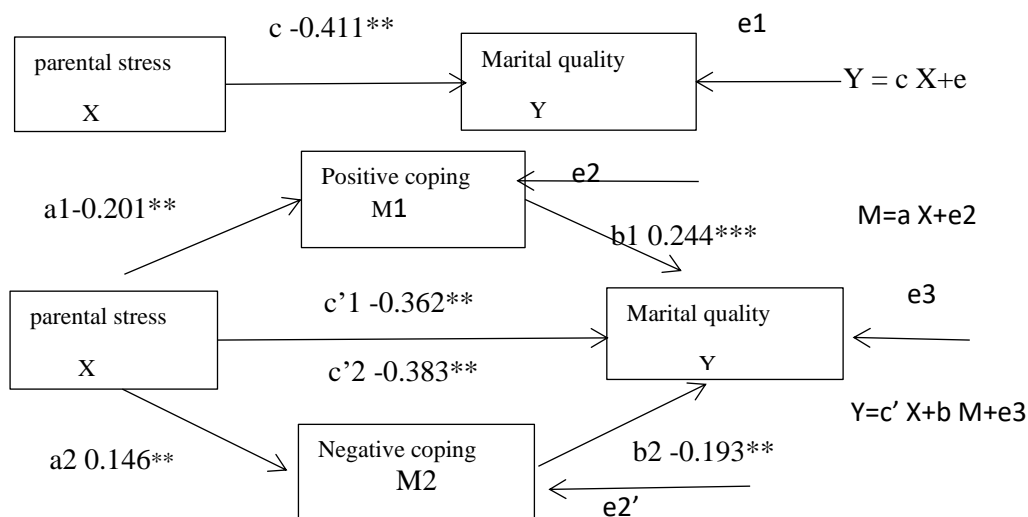 c -0.411**
e1
parental stress
X
Marital quality
Y
Y = c X+e
Positive coping
M1
e2
a1-0.201**
b1 0.244***
M=a X+e2
parental stress
X
c’1 -0.362**
c’2 -0.383**
Marital quality
Y
e3
Y=c’ X+b M+e3
a2 0.146**
Negative coping
M2
b2 -0.193**
e2’